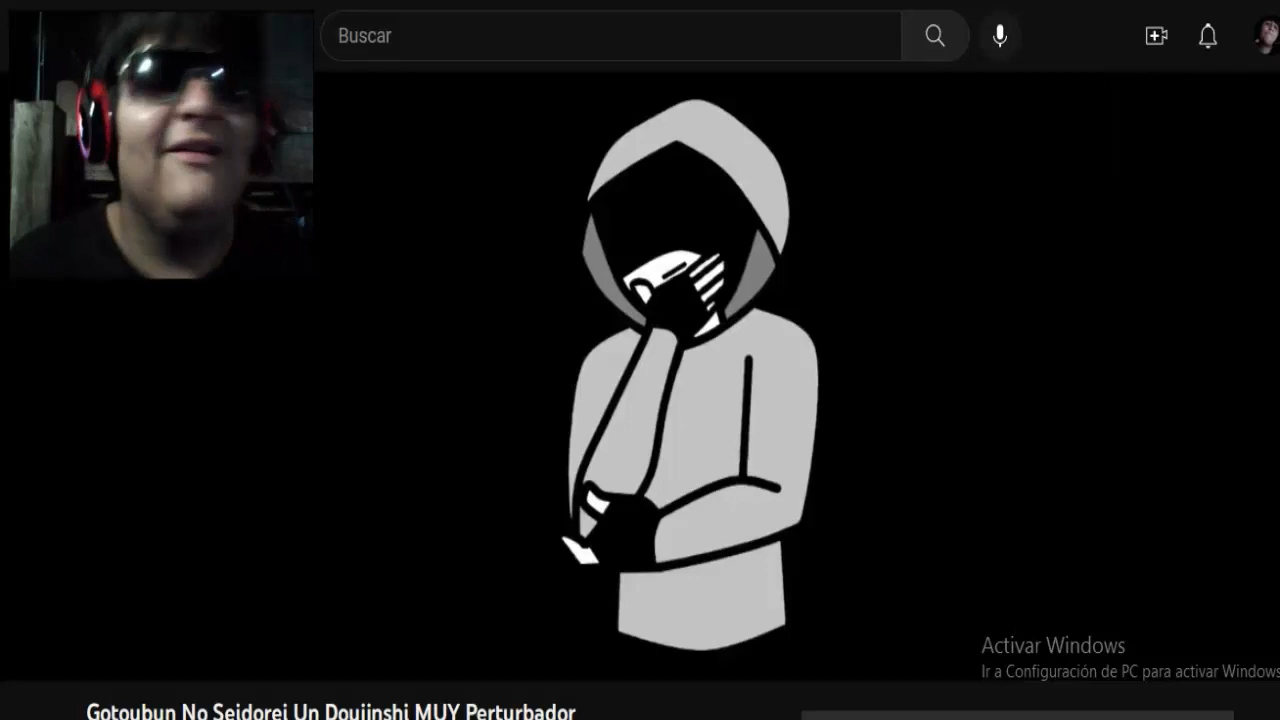 Buscar
Activar Windows
Ir a Configuración de PC para activar Windows
Gotoubun No Seidorei Un Doujinshi MUY Perturbador